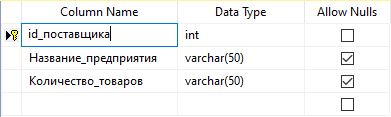 Column Name Data Type Allow Nulls
id_поставщика int
Название_предприятия varchar(50)
Количество_товаров varchar(50)